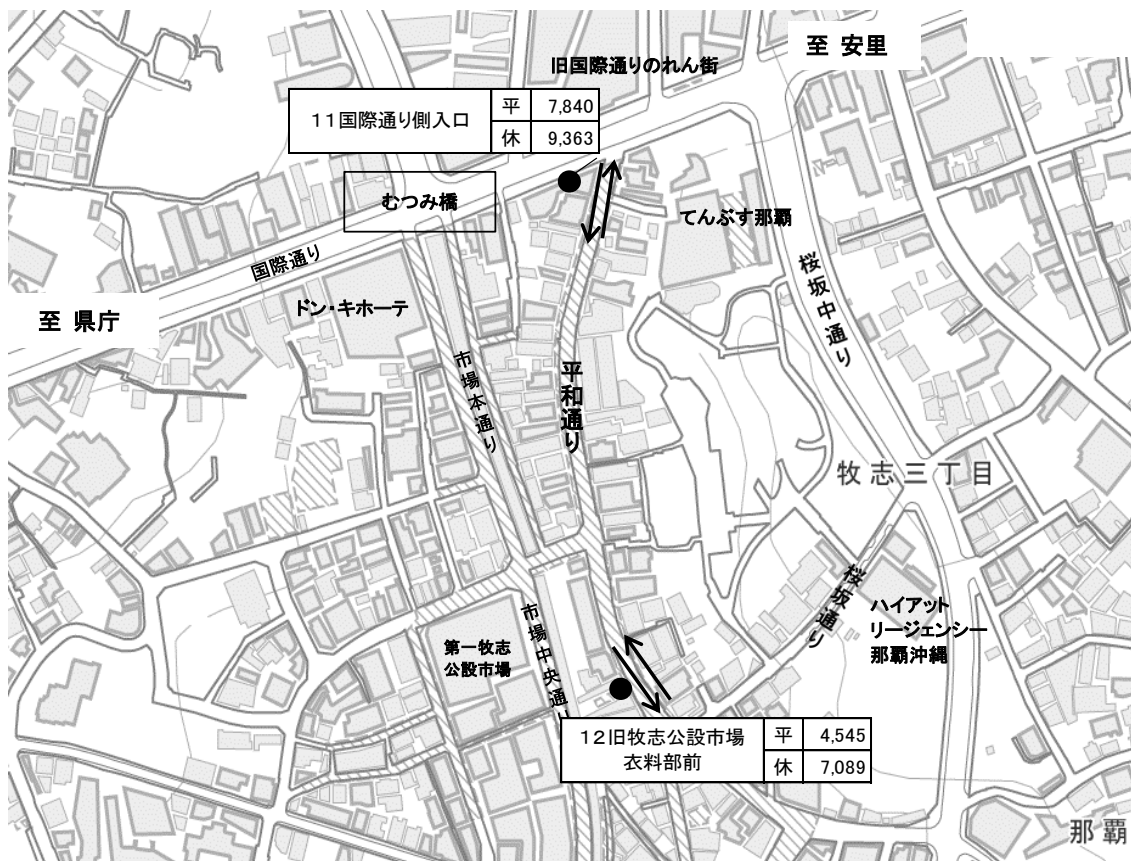 至 安里
旧国際通りのれん街
11国際通り側入口
平 7,840
休 9,363
むつみ橋
てんぶす那覇
国際通り
桜坂中通り
至 県庁
ドン・キホーテ
市場本通り
平和通り
牧志三丁目
桜坂通り
ハイアット
リージェンシー
那覇沖縄
第一牧志
公設市場
市場中央通り
12旧牧志公設市場
衣料部前
平 4,545
休 7,089
那覇